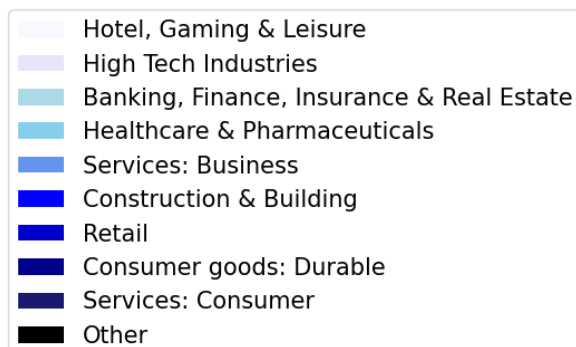 Hotel, Gaming & Leisure
High Tech Industries
Banking, Finance, Insurance & Real Estate
Healthcare & Pharmaceuticals
Services: Business
Construction & Building
Retail
Consumer goods: Durable
Services: Consumer
Other